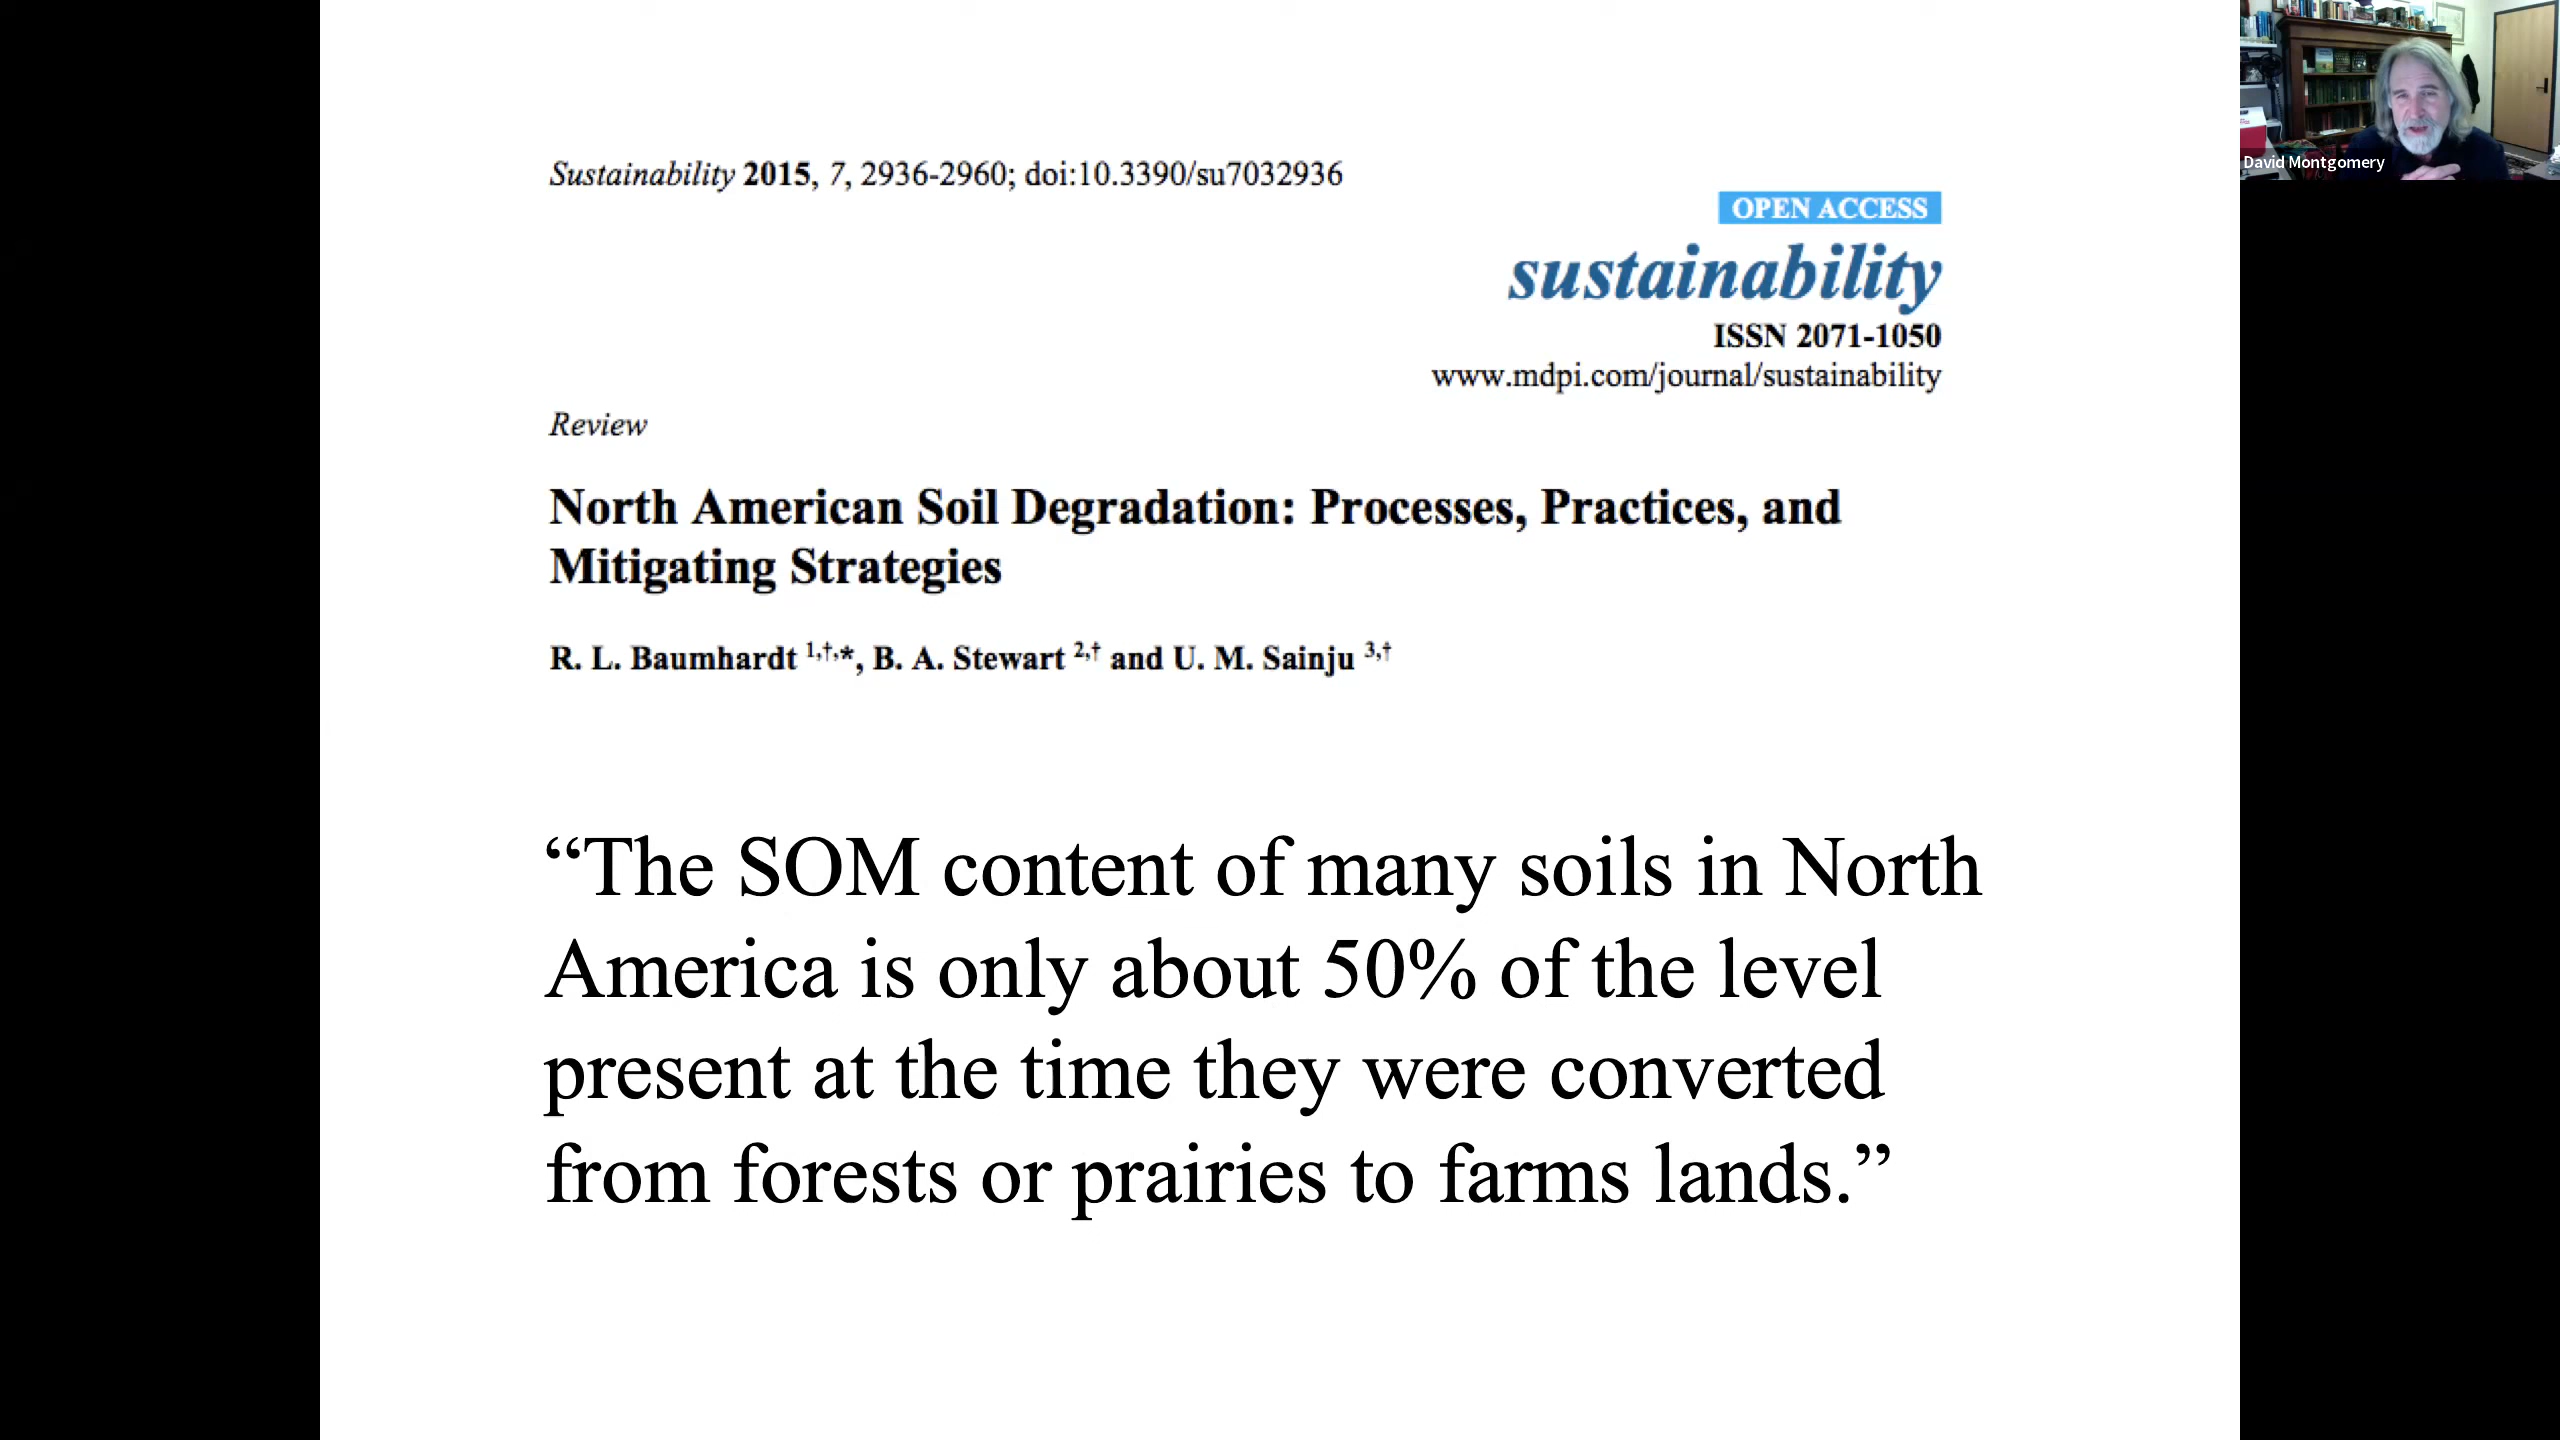 Sustainability 2015, 7, 2936-2960; doi:10.3390/su7032936
OPEN ACCESS
sustainability
ISSN 2071-1050
www.mdpi.com/journal/sustainability
Review
North American Soil Degradation: Processes, Practices, and
Mitigating Strategies
R. L. Baumhardt 1,†,*, B. A. Stewart 2,† and U. M. Sainju 3,†
“The SOM content of many soils in North
America is only about 50% of the level
present at the time they were converted
from forests or prairies to farms lands.”
David Montgomery